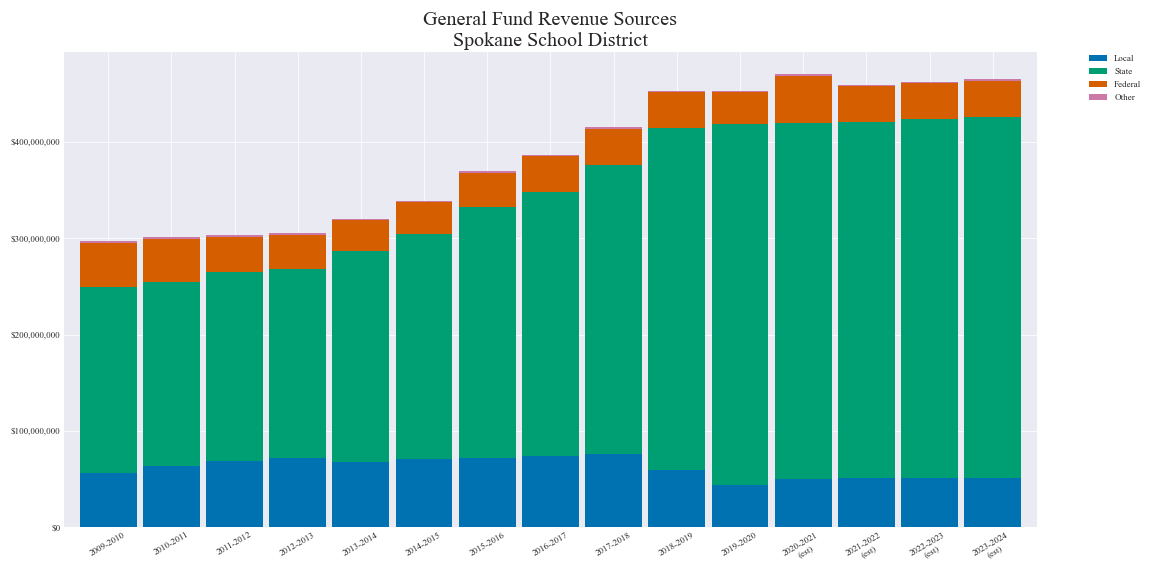 General Fund Revenue Sources
Spokane School District
Local
State
Federal
Other
$400,000,000
$300,000,000
$200,000,000
$100,000,000
$0
2009-2010
2010-2011
2011-2012
2012-2013
2013-2014
2014-2015
2015-2016
2016-2017
2017-2018
2018-2019
2019-2020
2020-2021
(est)
2021-2022
(est)
2022-2023
(est)
2023-2024
(est)